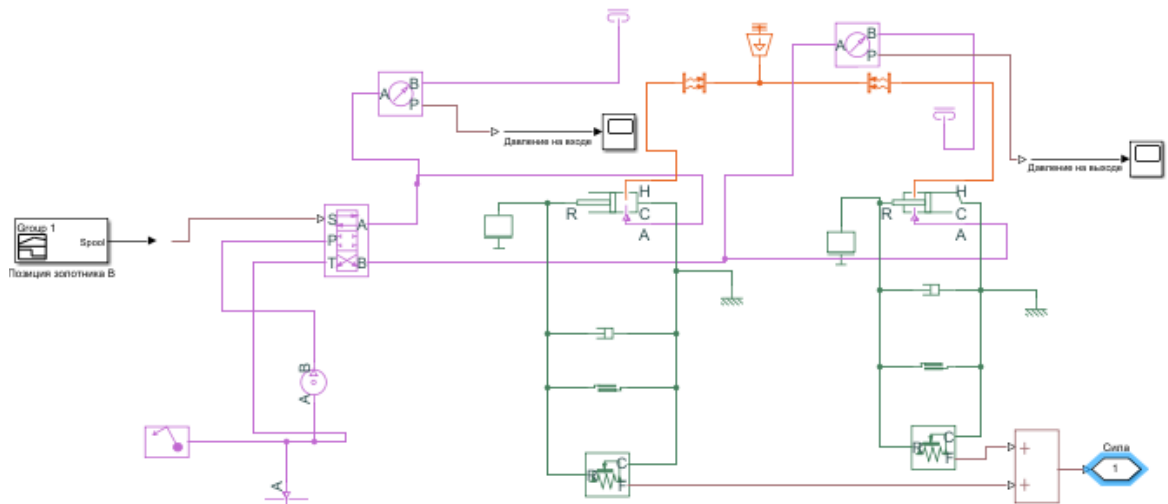 B
A
P
Давление на входе
B
A
P
Давление на выходе
Group 1
Spool
Позиция золотника В
S
A
P
T
B
H
R
C
A
H
R
C
A
B
A
A
C
F
C
F
+
+
Сила
1